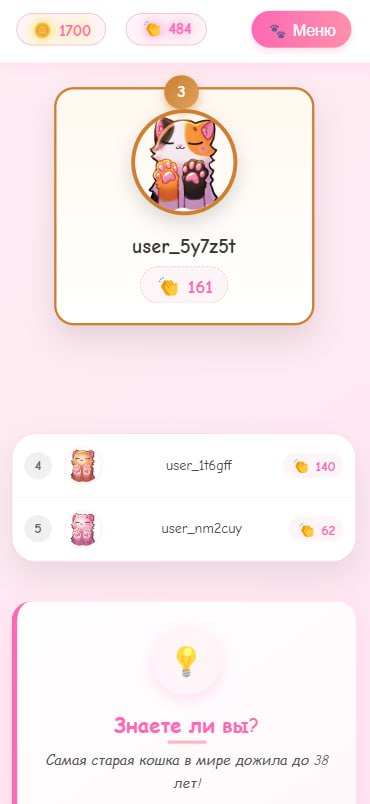 1700
484
Меню
3
user_5y7z5t
161
4
user_1t6gff
140
5
user_nm2cuy
62
Знаете ли вы?
Самая старая кошка в мире дожила до 38
лет!